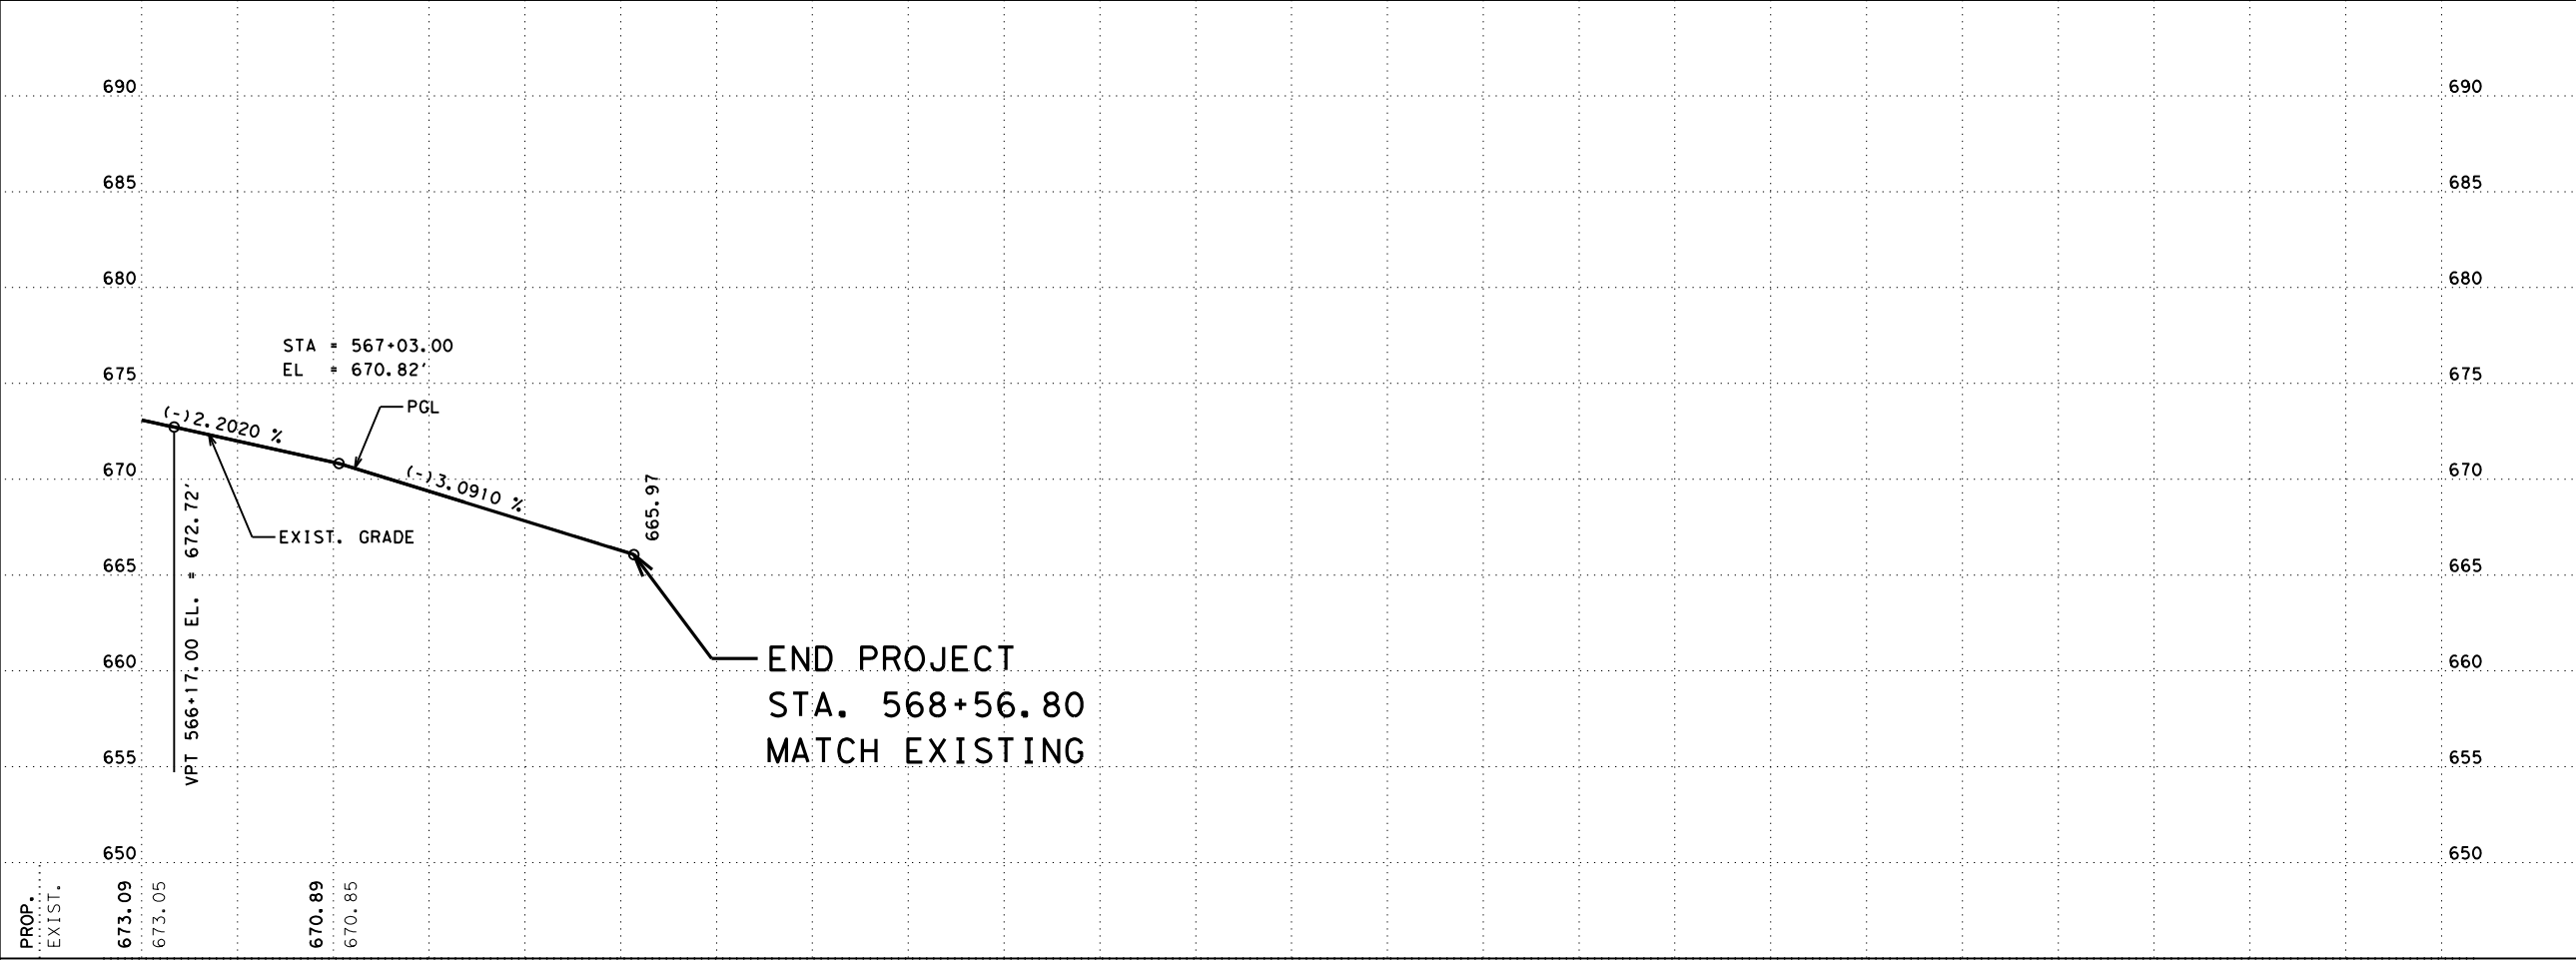 690 690
685 685
680 680
STA = 567+03.00
EL = 670.82'
675 675
PGL
(-)2.2020 %
670 670
(-)3.0910 %
665.97
EXIST. GRADE
VPT 566+17.00 EL. = 672.72'
665 665
END PROJECT
660 660
STA. 568+56.80
MATCH EXISTING
655 655
650 650
PROP.
EXIST.
673.09
673.05
670.89
670.85